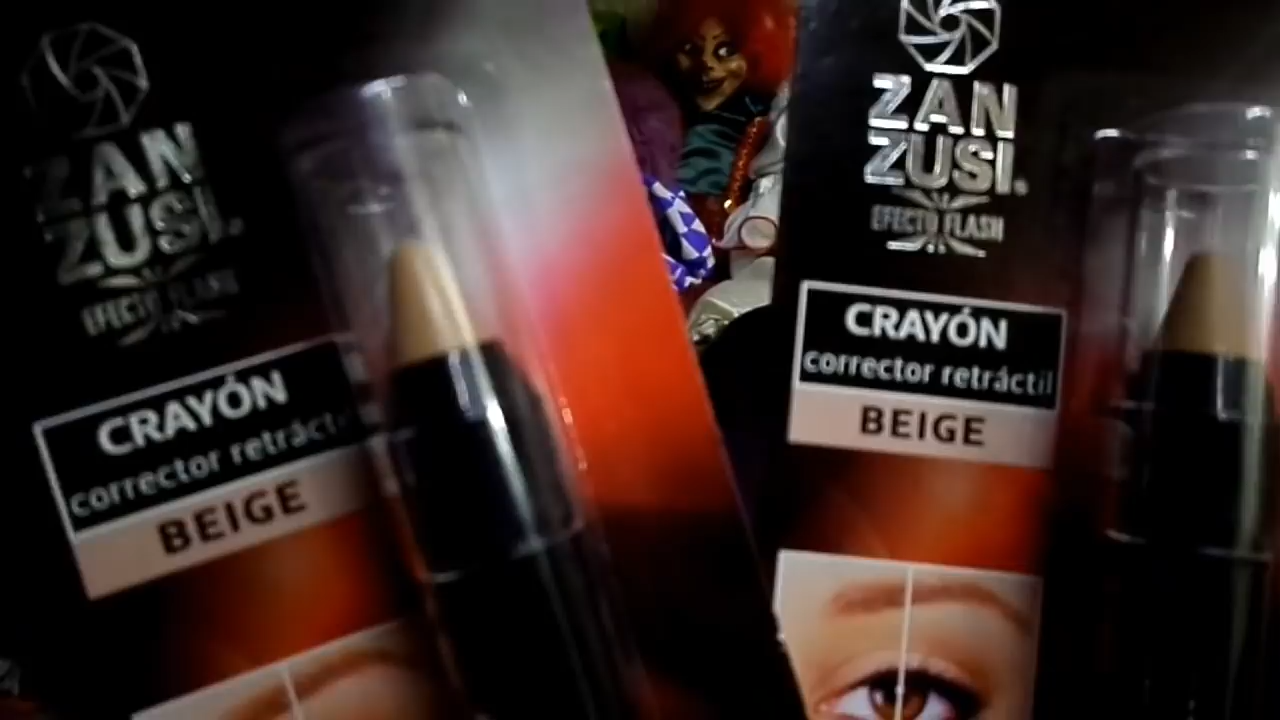 ZAN
ZUSI.
EFECTO FLASH
CRAYÓN
corrector retráctil
BEIGE
ZAN
ZUSI.
EFECTO FLASH
CRAYÓN
corrector retráctil
BEIGE